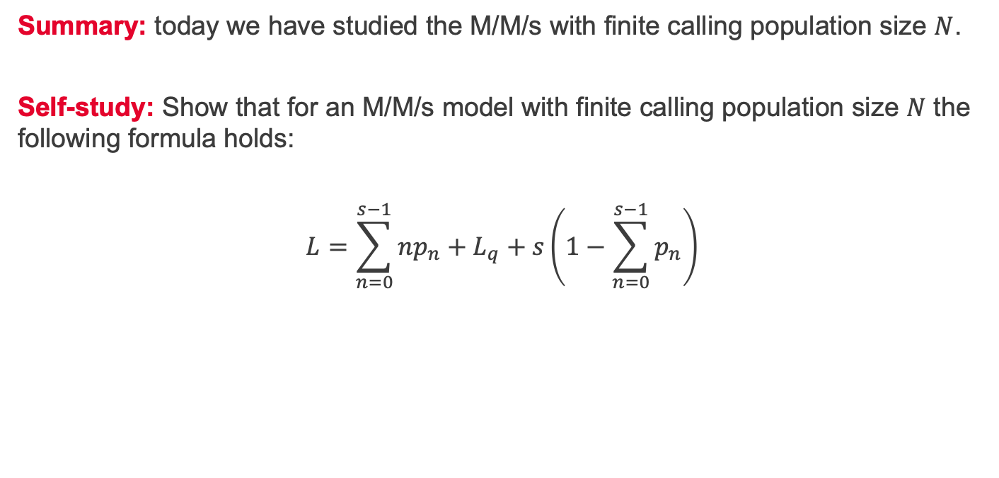 Summary: today we have studied the M/M/s with finite calling population size N.
Self-study: Show that for an M/M/s model with finite calling population size N the
following formula holds:
L = \sum_{n=0}^{s-1} np_n + L_q + s \left( 1 - \sum_{n=0}^{s-1} p_n \right)